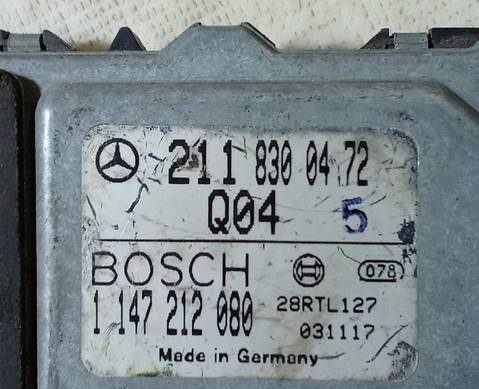 211 830 04 72
Q04 5
BOSCH 078
1 147 212 080 28RTL127
031117
Made in Germany